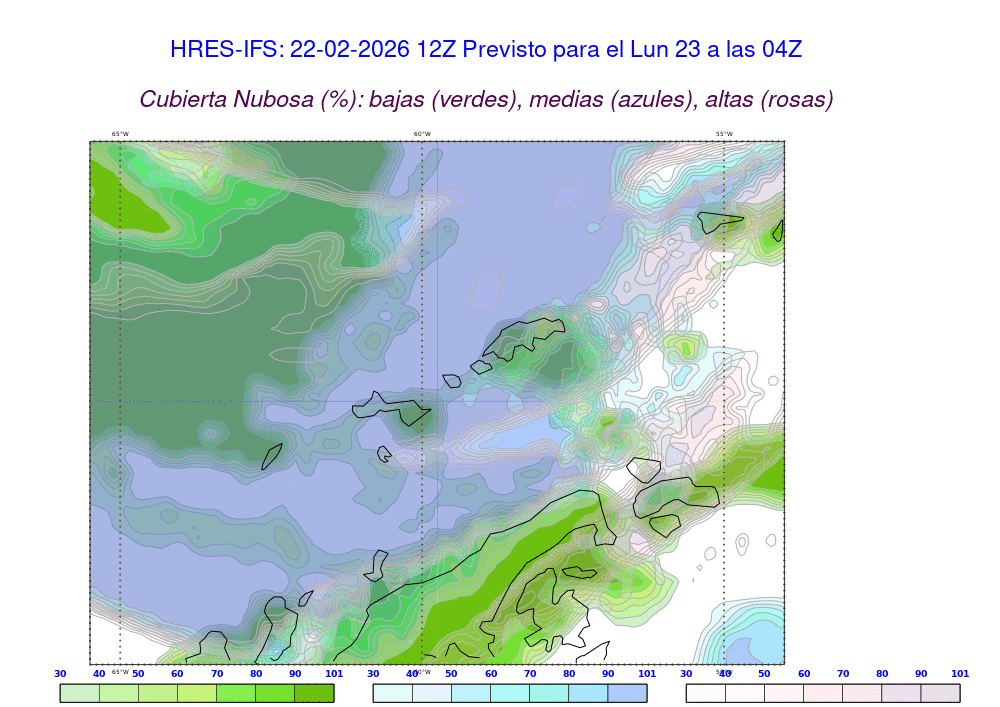 HRES-IFS: 22-02-2026 12Z Previsto para el Lun 23 a las 04Z
Cubierta Nubosa (%): bajas (verdes), medias (azules), altas (rosas)
65°W 60°W 55°W
65°W
30 40 50 60 70 80 90 101 30 40 50 60 70 80 90 101 30 40 50 60 70 80 90 101